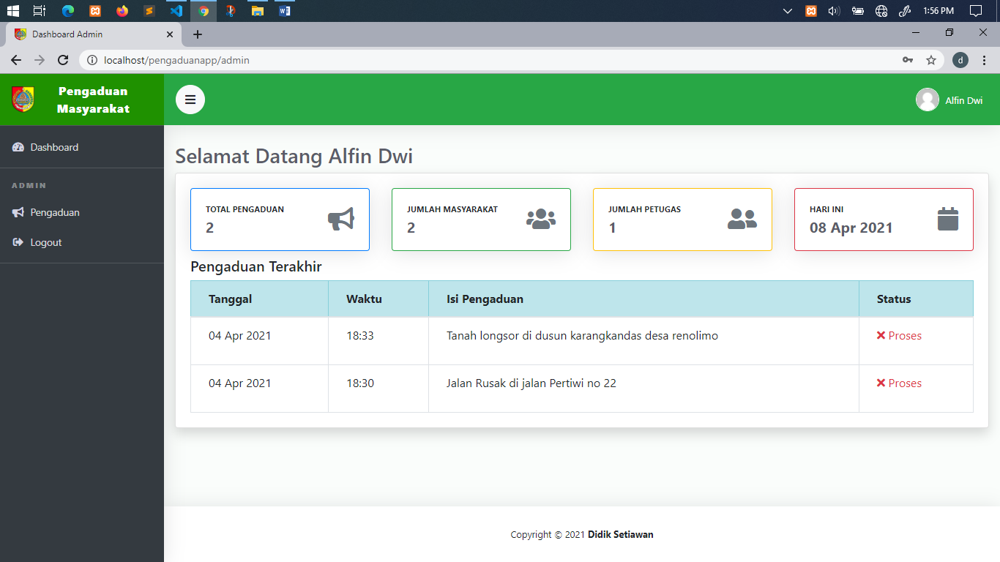 1:56 PM
Dashboard Admin
localhost/pengaduanapp/admin
d
Pengaduan
Masyarakat
Alfin Dwi
Dashboard
ADMIN
Pengaduan
Logout
Selamat Datang Alfin Dwi
TOTAL PENGADUAN
2
JUMLAH MASYARAKAT
2
JUMLAH PETUGAS
1
HARI INI
08 Apr 2021
Pengaduan Terakhir
Tanggal Waktu Isi Pengaduan Status
04 Apr 2021 18:33 Tanah longsor di dusun karangkandas desa renolimo Proses
04 Apr 2021 18:30 Jalan Rusak di jalan Pertiwi no 22 Proses
Copyright © 2021 Didik Setiawan